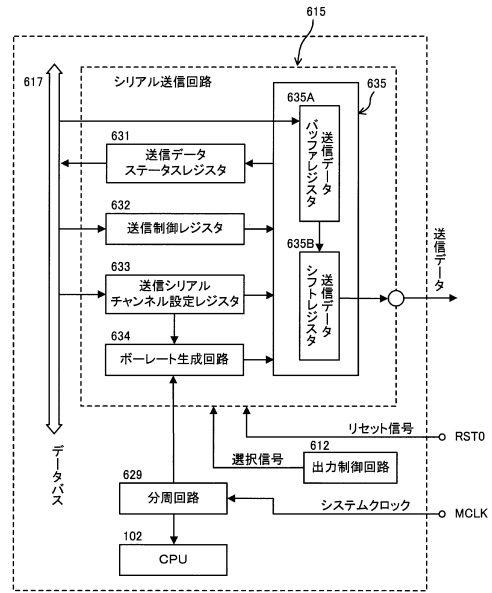 615
617
シリアル送信回路
635
635A
送信データ
バッファレジスタ
631
送信データ
ステータスレジスタ
632
送信制御レジスタ
635B
送信データ
シフトレジスタ
633
送信シリアル
チャンネル設定レジスタ
634
ボーレート生成回路
送信データ
データバス
リセット信号
RST0
612
選択信号
出力制御回路
629
分周回路
システムクロック
MCLK
102
CPU